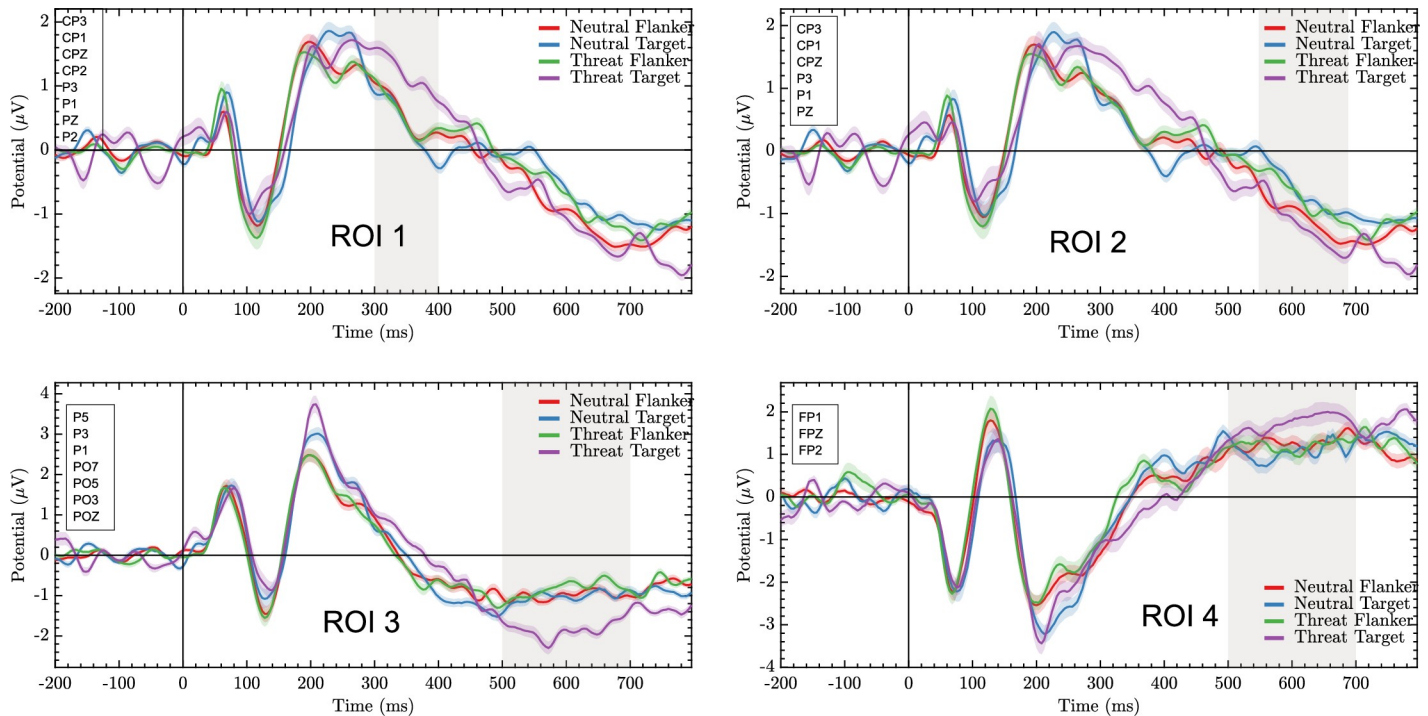 CP3
CP1
CPZ
CP2
P3
P1
PZ
P2
Neutral Flanker
Neutral Target
Threat Flanker
Threat Target
2
1
0
-1
-2
Potential (μV)
ROI 1
-200 -100 0 100 200 300 400 500 600 700
Time (ms)
CP3
CP1
CPZ
P3
P1
PZ
Neutral Flanker
Neutral Target
Threat Flanker
Threat Target
2
1
0
-1
-2
Potential (μV)
ROI 2
-200 -100 0 100 200 300 400 500 600 700
Time (ms)
P5
P3
P1
PO7
PO5
PO3
POZ
Neutral Flanker
Neutral Target
Threat Flanker
Threat Target
4
3
2
1
0
-1
-2
Potential (μV)
ROI 3
-200 -100 0 100 200 300 400 500 600 700
Time (ms)
FP1
FPZ
FP2
2
1
0
-1
-2
-3
-4
Potential (μV)
ROI 4
Neutral Flanker
Neutral Target
Threat Flanker
Threat Target
-200 -100 0 100 200 300 400 500 600 700
Time (ms)